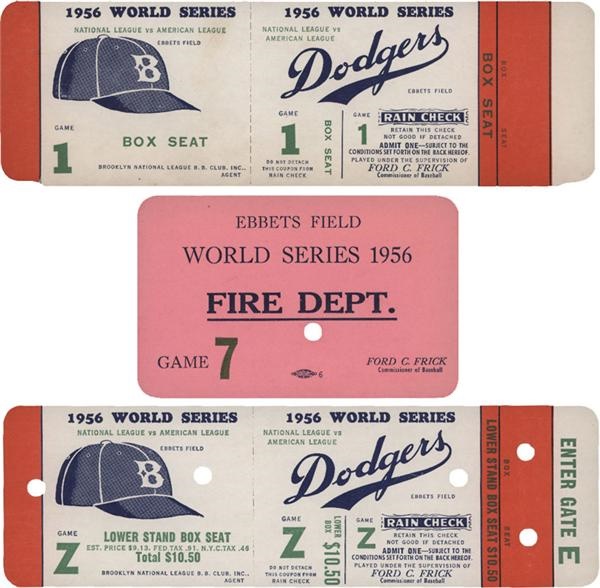 1956 WORLD SERIES
NATIONAL LEAGUE vs AMERICAN LEAGUE
EBBETS FIELD
B
GAME
1
BOX SEAT
BROOKLYN NATIONAL LEAGUE B. B. CLUB, INC.,
AGENT
1956 WORLD SERIES
NATIONAL LEAGUE vs
AMERICAN LEAGUE
Dodgers
EBBETS FIELD
GAME
1
BOX SEAT
DO NOT DETACH
THIS COUPON FROM
RAIN CHECK
GAME
1
RAIN CHECK
RETAIN THIS CHECK
NOT GOOD IF DETACHED
ADMIT ONE—SUBJECT TO THE
CONDITIONS SET FORTH ON THE BACK HEREOF.
PLAYED UNDER THE SUPERVISION OF
FORD C. FRICK
Commissioner of Baseball
BOX SEAT
BOX
SEAT
EBBETS FIELD
WORLD SERIES 1956
FIRE DEPT.
GAME 7
6
FORD C. FRICK
Commissioner of Baseball
1956 WORLD SERIES
NATIONAL LEAGUE vs AMERICAN LEAGUE
B
EBBETS FIELD
GAME
Z
LOWER STAND BOX SEAT
EST. PRICE $9.13. FED TAX .91. N.Y.C. TAX .46
Total $10.50
BROOKLYN NATIONAL LEAGUE B. B. CLUB, INC.,
AGENT
1956 WORLD SERIES
NATIONAL LEAGUE vs
AMERICAN LEAGUE
Dodgers
EBBETS FIELD
GAME
Z
LOWER
BOX
STAND
$10.50
DO NOT DETACH
THIS COUPON FROM
RAIN CHECK
GAME
Z
RAIN CHECK
RETAIN THIS CHECK
NOT GOOD IF DETACHED
ADMIT ONE—SUBJECT TO THE
CONDITIONS SET FORTH ON THE BACK HEREOF.
PLAYED UNDER THE SUPERVISION OF
FORD C. FRICK
Commissioner of Baseball
LOWER STAND BOX SEAT $10.50
BOX
LOWER STAND BOX SEAT $10.50
ENTER GATE E